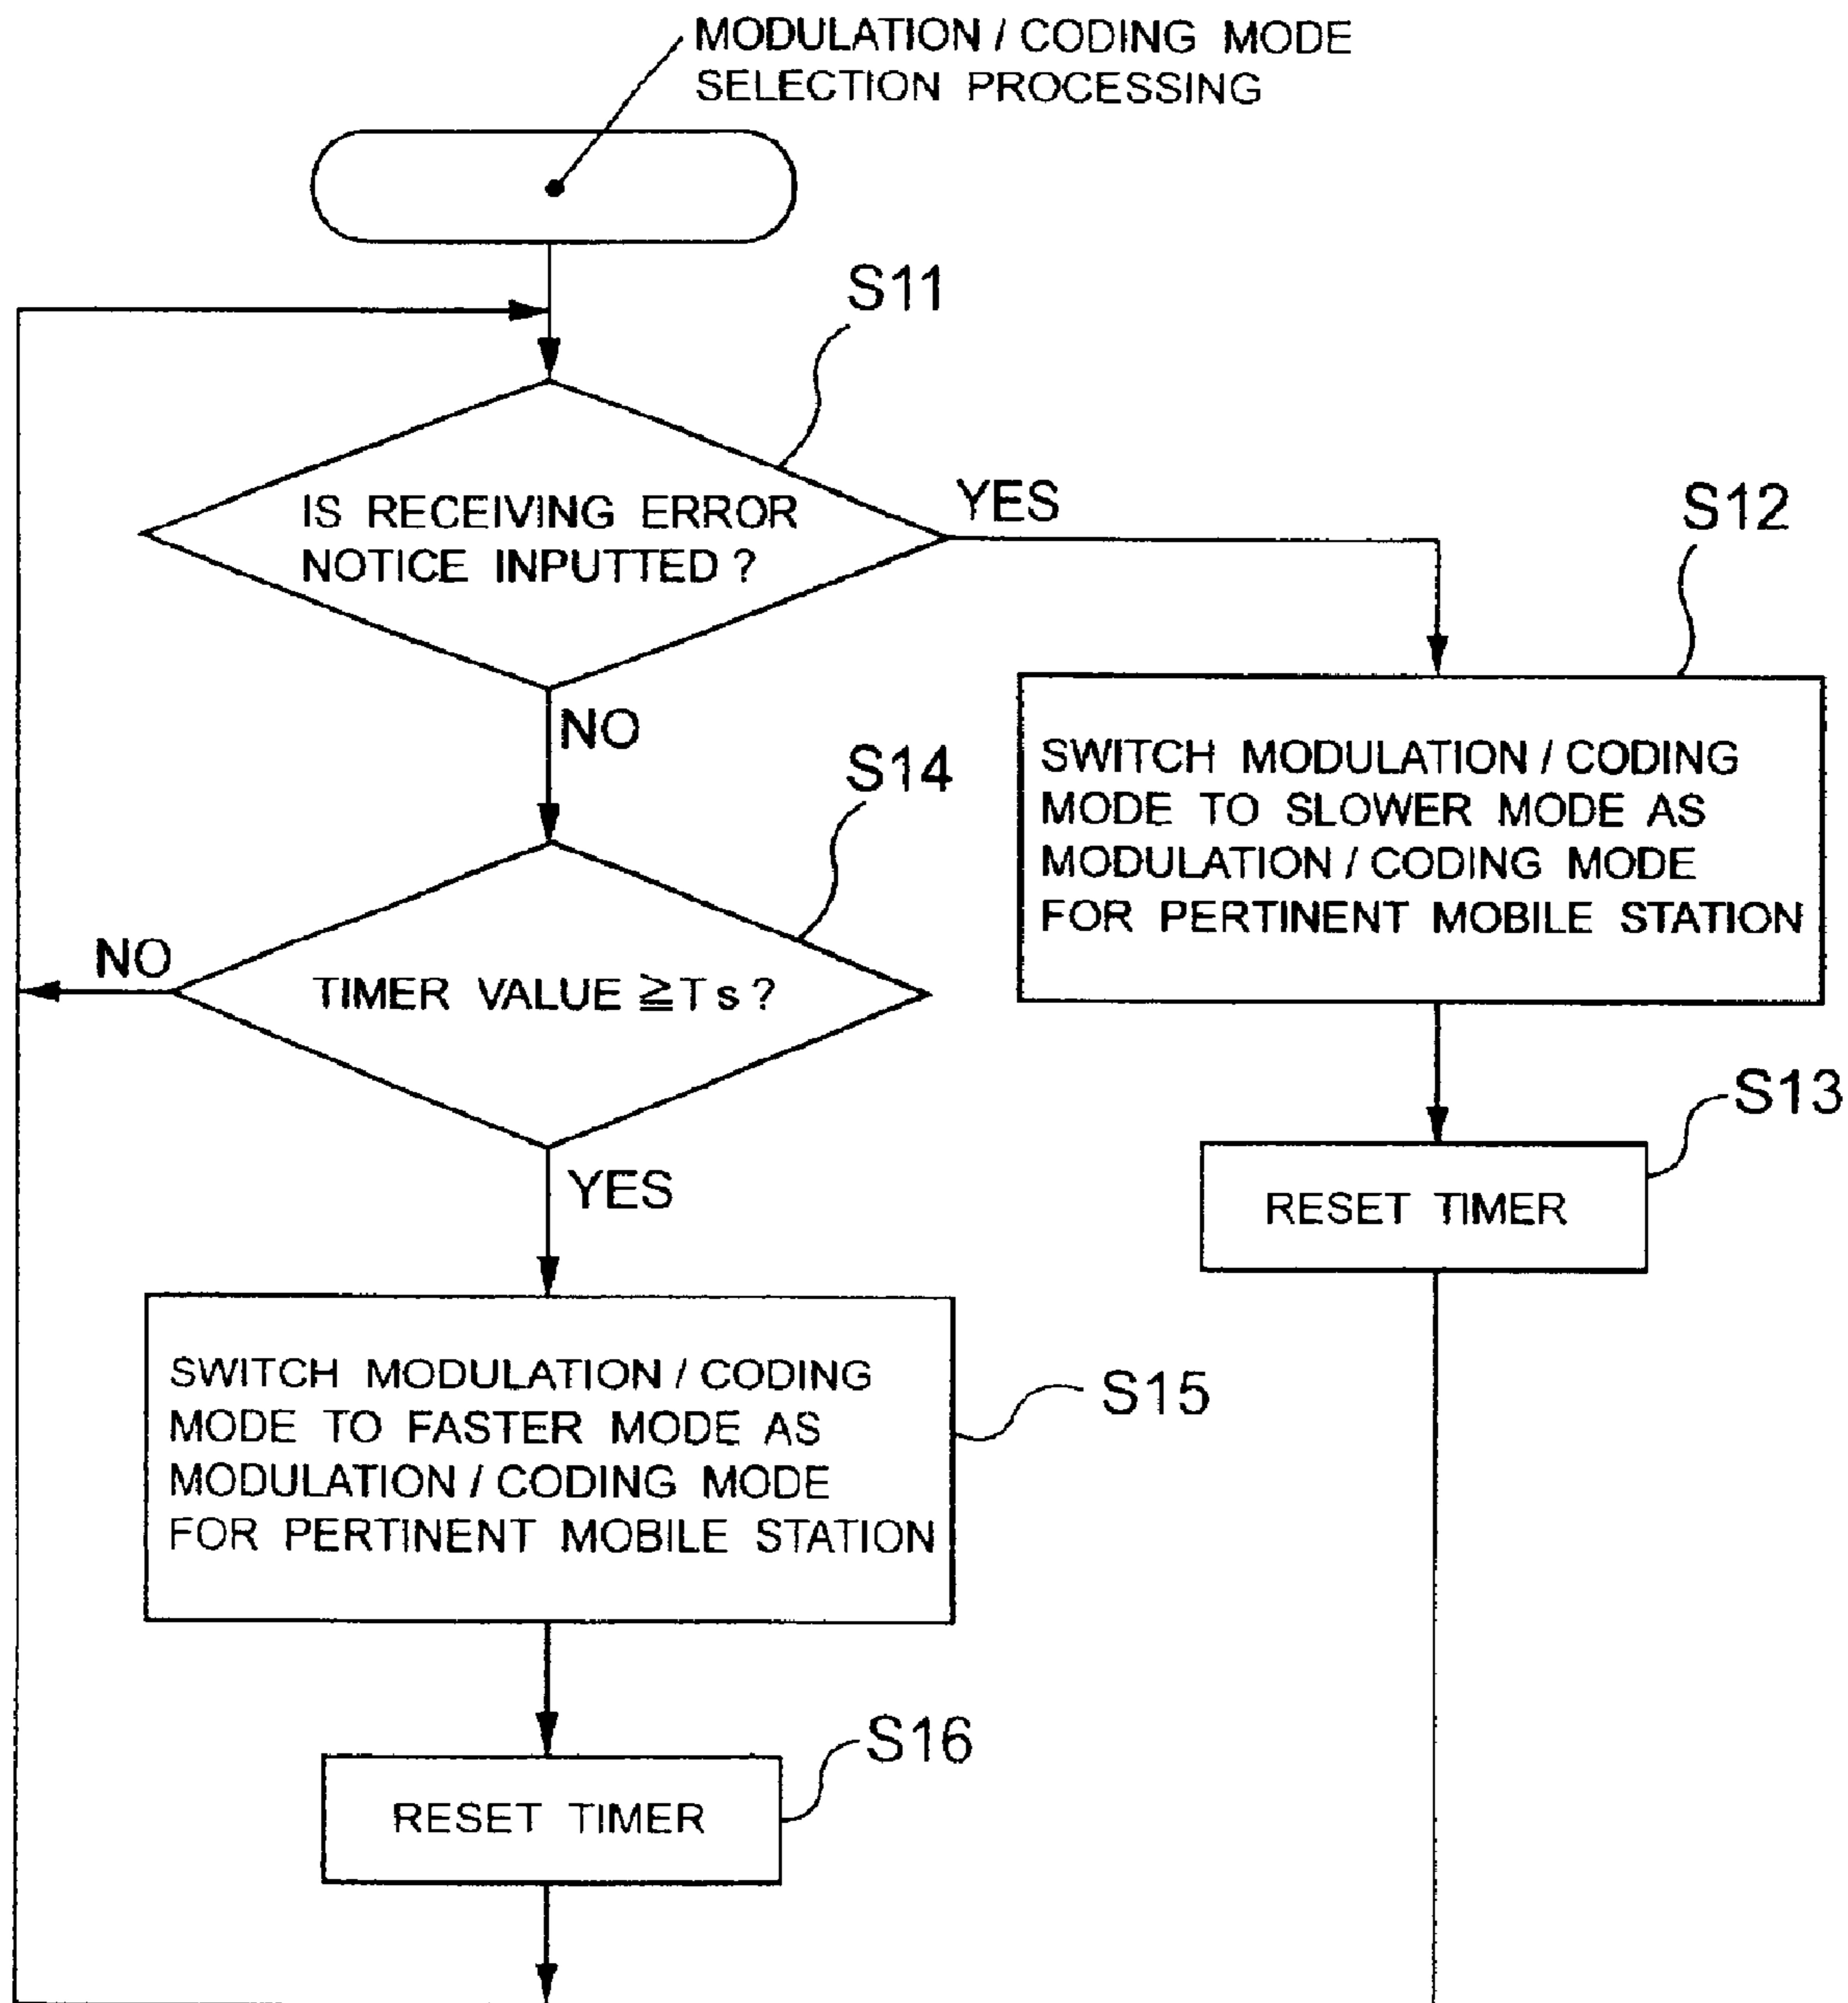 MODULATION / CODING MODE
SELECTION PROCESSING
S11
IS RECEIVING ERROR
NOTICE INPUTTED ?
YES
S12
NO
SWITCH MODULATION / CODING
MODE TO SLOWER MODE AS
MODULATION / CODING MODE
FOR PERTINENT MOBILE STATION
S14
NO
TIMER VALUE ≧ Ts ?
S13
RESET TIMER
YES
SWITCH MODULATION / CODING
MODE TO FASTER MODE AS
MODULATION / CODING MODE
FOR PERTINENT MOBILE STATION
S15
S16
RESET TIMER